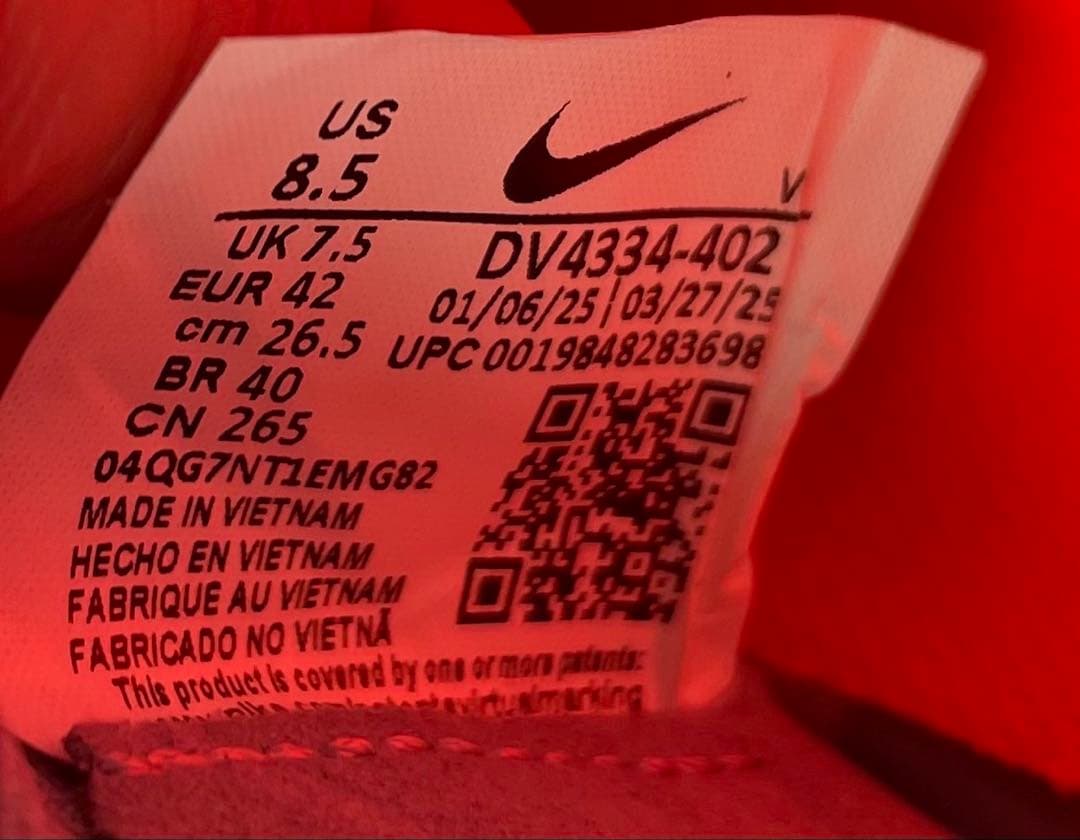 US
8.5
V
UK 7.5
DV4334-402
EUR 42
01/06/25|03/27/25
cm 26.5
UPC 0019848283698
BR 40
CN 265
04QG7NT1EMG82
MADE IN VIETNAM
HECHO EN VIETNAM
FABRIQUÉ AU VIETNAM
FABRICADO NO VIETNÃ
This product is covered by one or more patents: